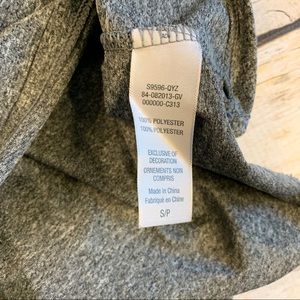 S9596-QYZ
84-082013-GV
000000-C313
100% POLYESTER
100% POLYESTER
EXCLUSIVE OF
DECORATION
ORNEMENTS NON
COMPRIS
Made in China
Fabriqué en Chine
S/P